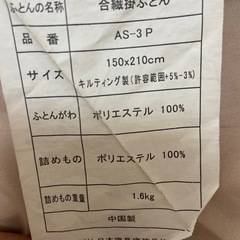 ふとんの名称 合繊掛ふとん
品番 AS-3P
サイズ 150x210cm
キルティング製(許容範囲+5%-3%)
ふとんがわ ポリエステル 100%
詰めもの ポリエステル 100%
詰めもの重量 1.6kg
中国製